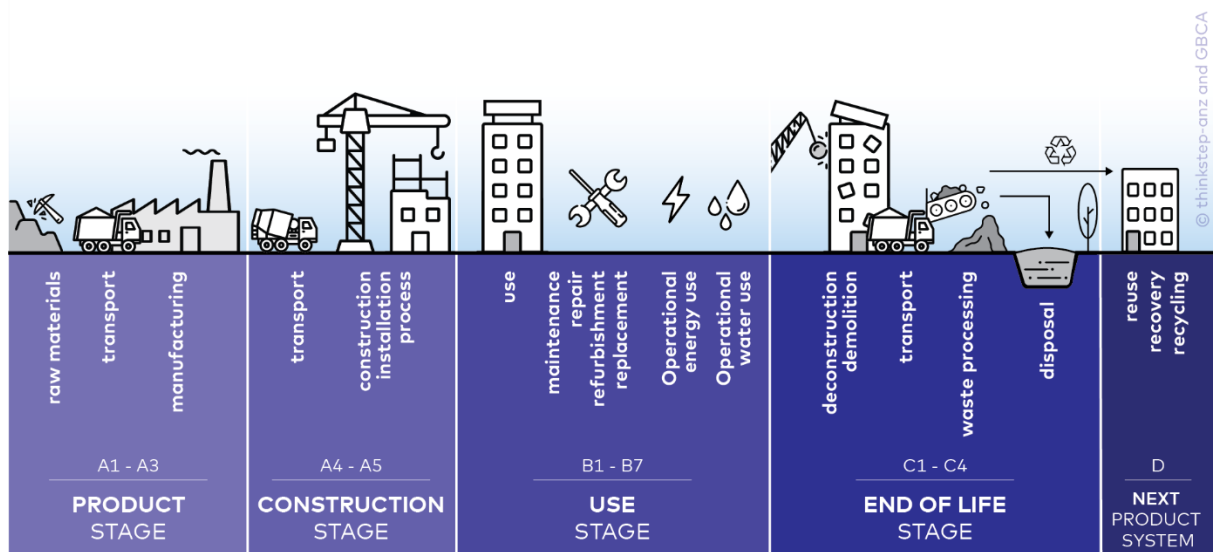 © thinkstep-anz and GBCA
raw materials
transport
manufacturing
A1 - A3
PRODUCT
STAGE
transport
construction
installation
process
A4 - A5
CONSTRUCTION
STAGE
use
maintenance
repair
refurbishment
replacement
Operational
energy use
Operational
water use
B1 - B7
USE
STAGE
deconstruction
demolition
transport
waste processing
disposal
C1 - C4
END OF LIFE
STAGE
reuse
recovery
recycling
D
NEXT
PRODUCT
SYSTEM